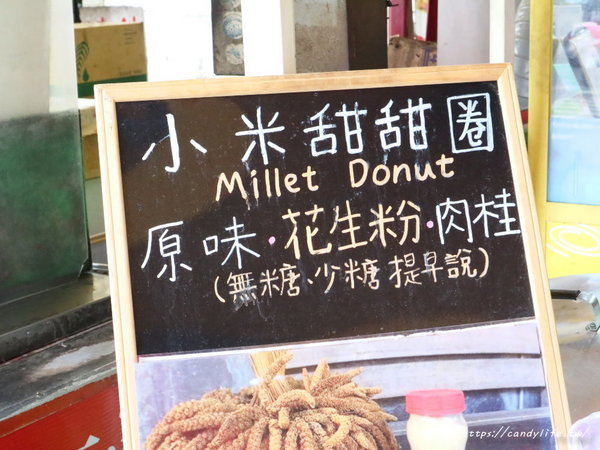 小米甜甜圈
Millet Donut
原味·花生粉·肉桂
(無糖·少糖提早說)
https://candylife.tw/